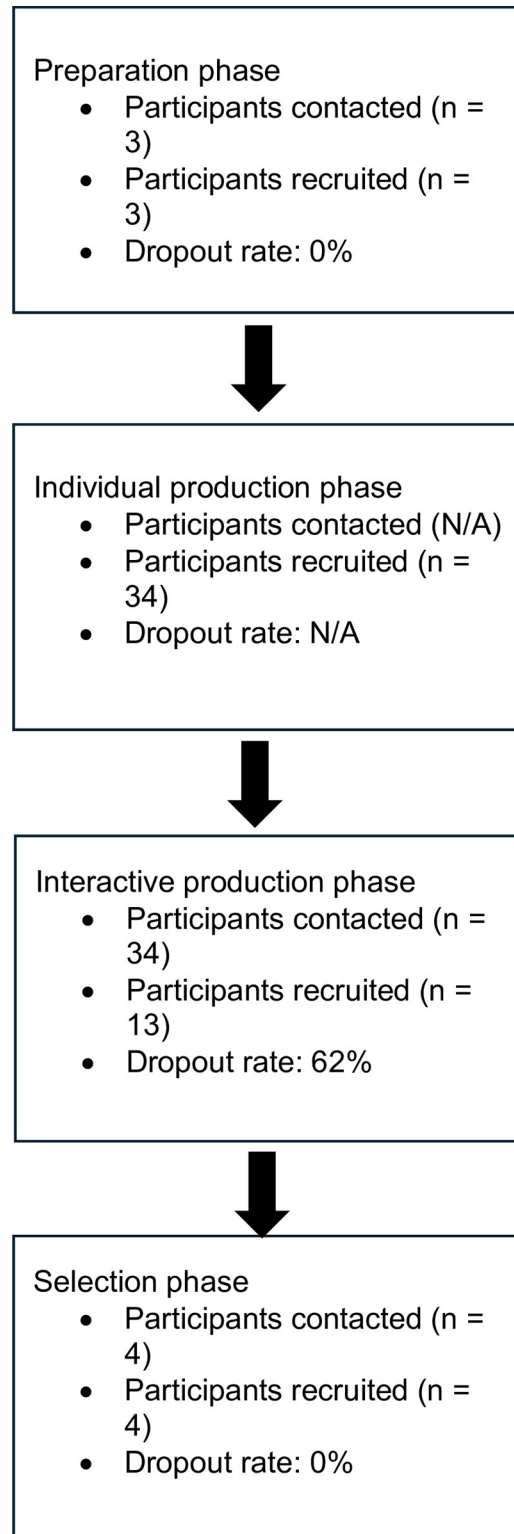 Preparation phase
• Participants contacted (n =
3)
• Participants recruited (n =
3)
• Dropout rate: 0%
Individual production phase
• Participants contacted (N/A)
• Participants recruited (n =
34)
• Dropout rate: N/A
Interactive production phase
• Participants contacted (n =
34)
• Participants recruited (n =
13)
• Dropout rate: 62%
Selection phase
• Participants contacted (n =
4)
• Participants recruited (n =
4)
• Dropout rate: 0%